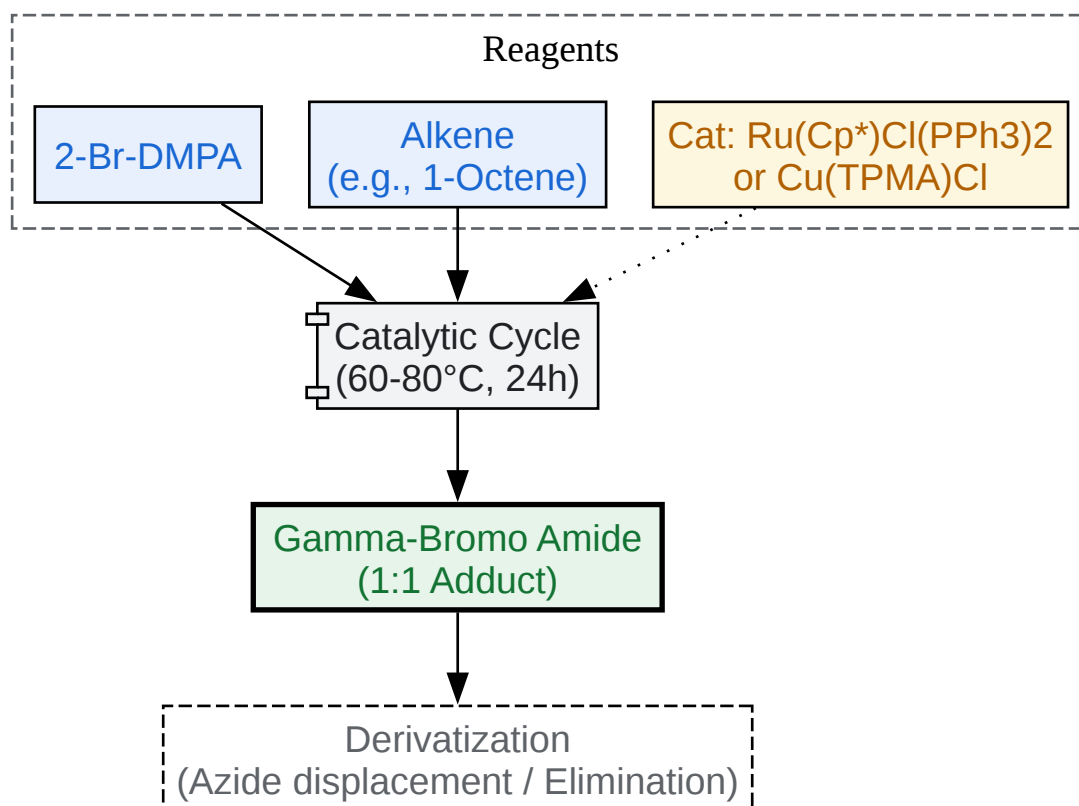 Reagents
2-Br-DMPA
Alkene
(e.g., 1-Octene)
Cat: Ru(Cp*)Cl(PPh3)2
or Cu(TPMA)Cl
Catalytic Cycle
(60-80°C, 24h)
Gamma-Bromo Amide
(1:1 Adduct)
Derivatization
(Azide displacement / Elimination)